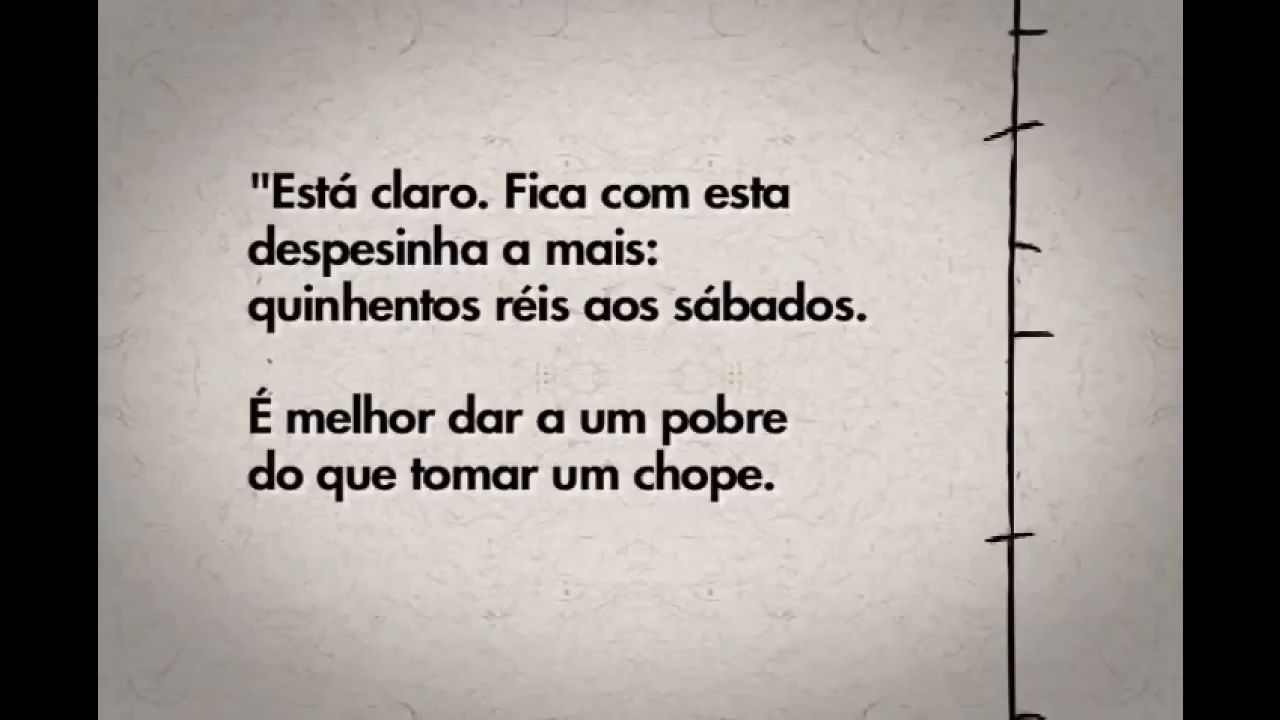 "Está claro. Fica com esta
despesinha a mais:
quinhentos réis aos sábados.
É melhor dar a um pobre
do que tomar um chope.